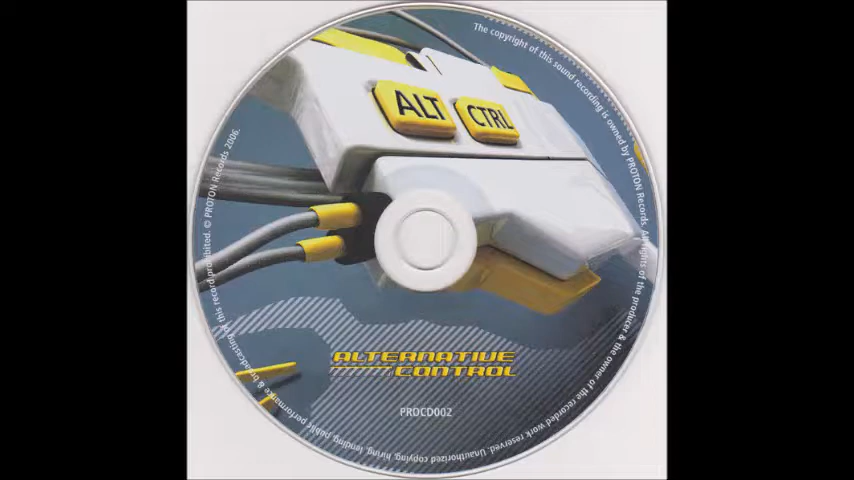 The copyright of this sound recording is owned by PROTON Records. All rights of the producer & the owner of the recorded work reserved. Unauthorized copying, hiring, lending, public performance & broadcasting of this record prohibited. © PROTON Records 2006.
ALT
CTRL
ALTERNATIVE
CONTROL
PROCD002